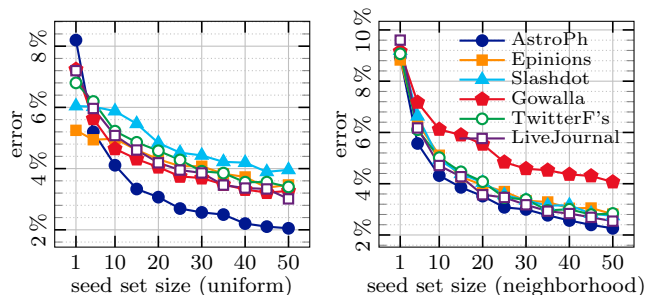 8%
6%
4%
2%
error
1 10 20 30 40 50
seed set size (uniform)
10%
8%
6%
4%
2%
error
AstroPh
Epinions
Slashdot
Gowalla
TwitterF's
LiveJournal
1 10 20 30 40 50
seed set size (neighborhood)